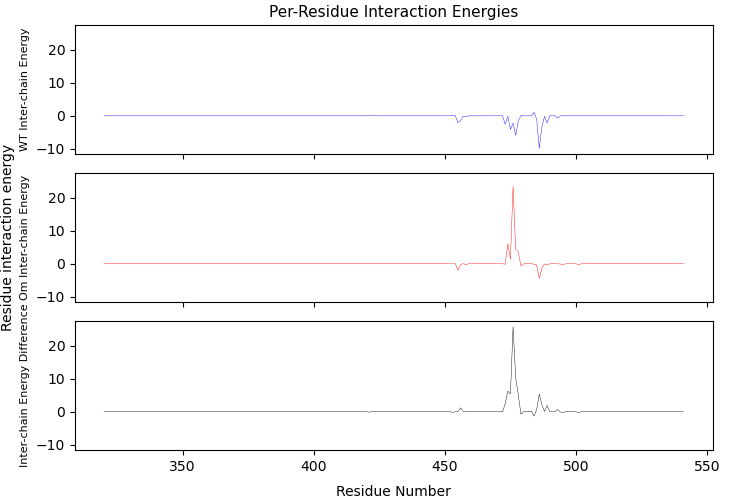 Per-Residue Interaction Energies
WT Inter-chain Energy
20
10
0
−10
Residue interaction energy
Om Inter-chain Energy
20
10
0
−10
Inter-chain Energy Difference
20
10
0
−10
350
400
450
500
550
Residue Number